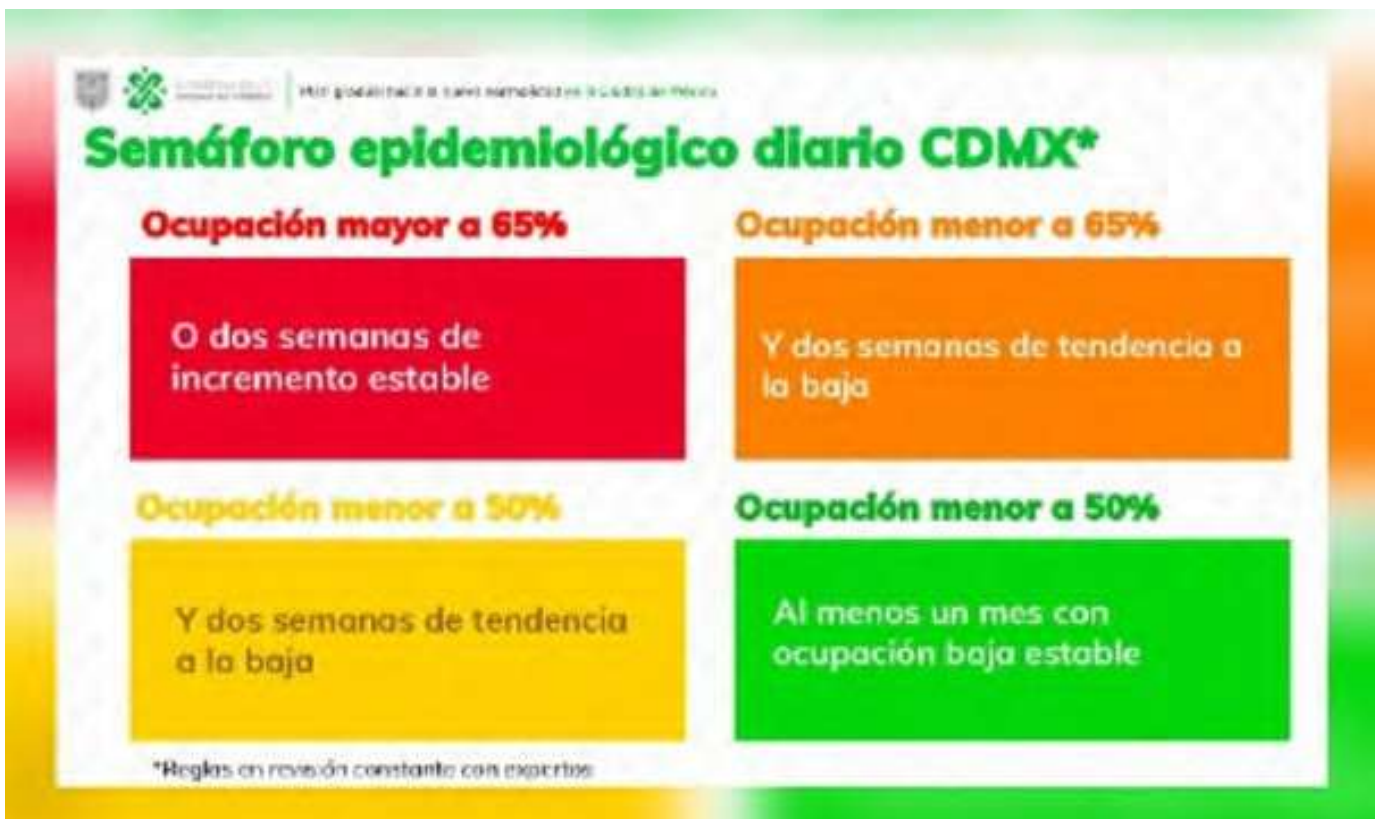 Semáforo epidemiológico diario CDMX*
Ocupación mayor a 65%
O dos semanas de
incremento estable
Ocupación menor a 65%
Y dos semanas de tendencia a
la baja
Ocupación menor a 50%
Y dos semanas de tendencia
a la baja
Ocupación menor a 50%
Al menos un mes con
ocupación baja estable
*Reglas en revisión constante con expertos